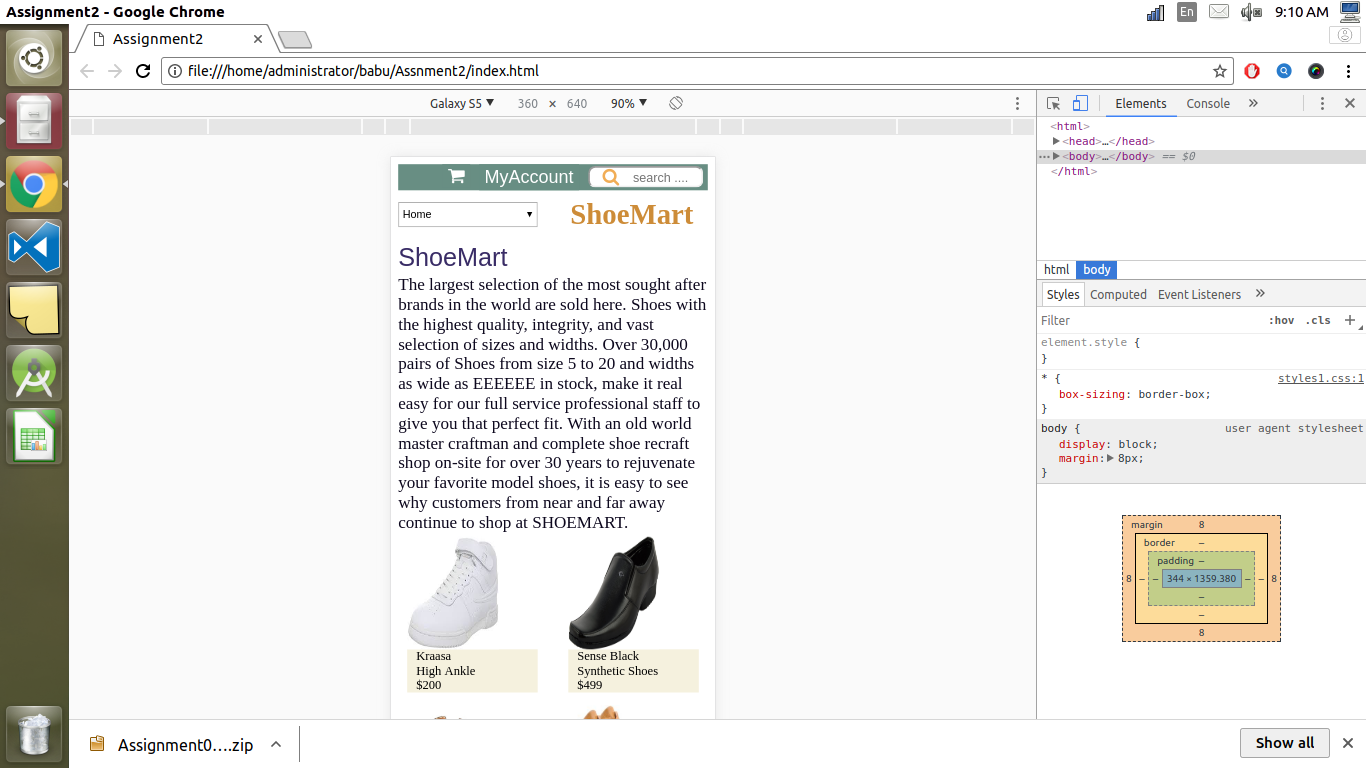 Assignment2 - Google Chrome
En
9:10 AM
Assignment2
file:///home/administrator/babu/Assnment2/index.html
Galaxy S5 ▼ 360 × 640 90% ▼
Elements Console »
<html>
<head>…</head>
<body>…</body> == $0
</html>
html body
Styles Computed Event Listeners »
Filter :hov .cls +
element.style {
}
* { styles1.css:1
box-sizing: border-box;
}
body { user agent stylesheet
display: block;
margin: 8px;
}
margin 8
border –
padding –
8 – – 344 × 1359.380 – – 8
–
–
8
MyAccount search ....
Home ShoeMart
ShoeMart
The largest selection of the most sought after
brands in the world are sold here. Shoes with
the highest quality, integrity, and vast
selection of sizes and widths. Over 30,000
pairs of Shoes from size 5 to 20 and widths
as wide as EEEEEE in stock, make it real
easy for our full service professional staff to
give you that perfect fit. With an old world
master craftman and complete shoe recraft
shop on-site for over 30 years to rejuvenate
your favorite model shoes, it is easy to see
why customers from near and far away
continue to shop at SHOEMART.
Kraasa
High Ankle
$200
Sense Black
Synthetic Shoes
$499
Assignment0....zip
Show all